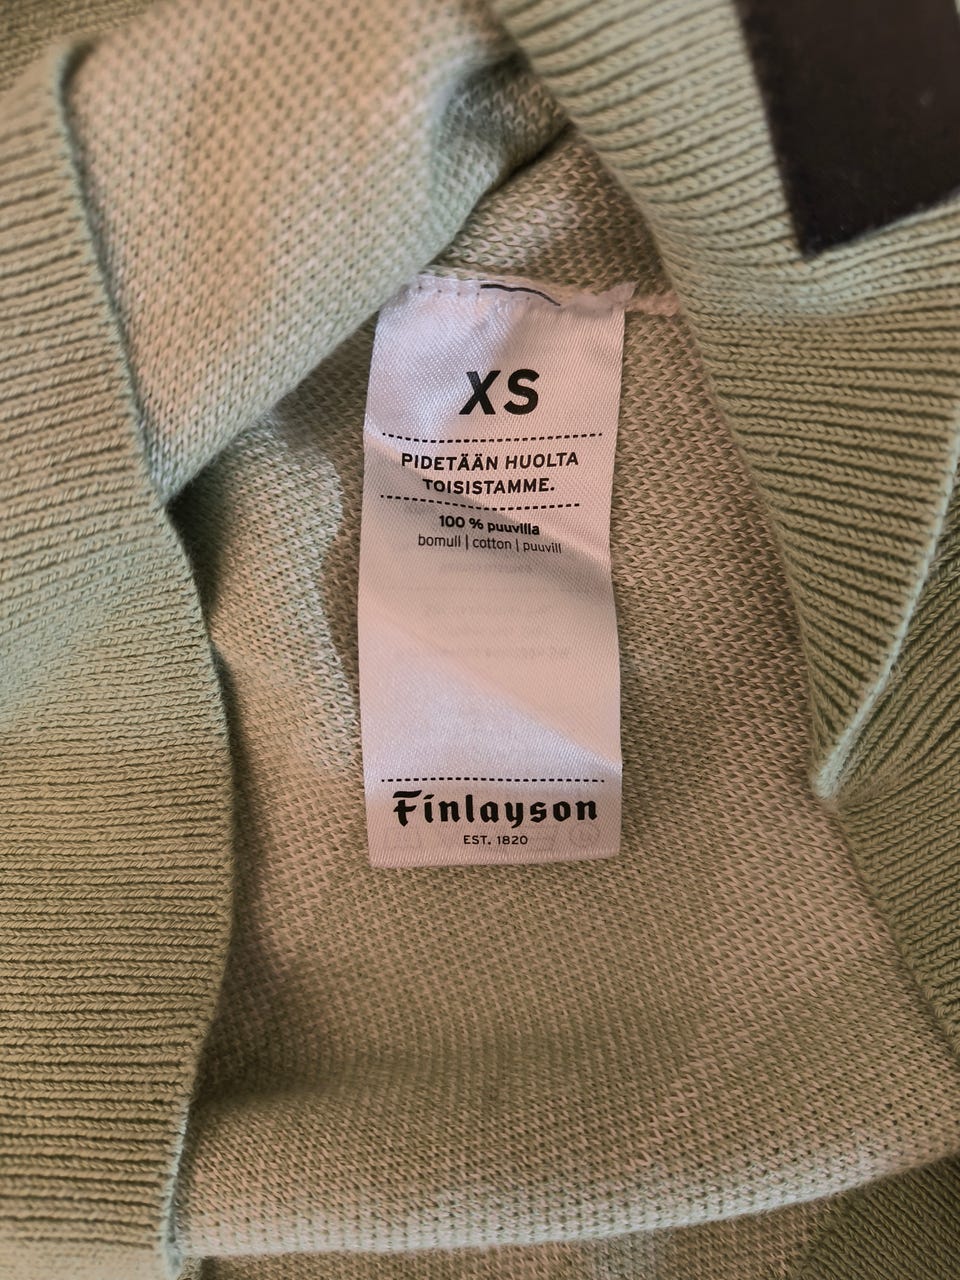 XS
PIDETÄÄN HUOLTA
TOISISTAMME.
100 % puuvilla
bomull | cotton | puuvill
Finlayson
EST. 1820